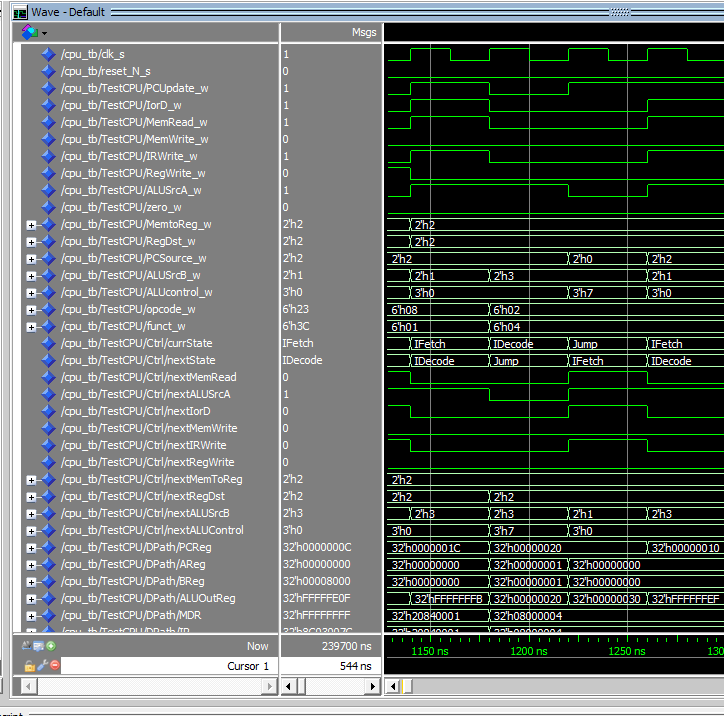 Wave - Default
Msgs
/cpu_tb/clk_s 1
/cpu_tb/reset_N_s 0
/cpu_tb/TestCPU/PCUpdate_w 1
/cpu_tb/TestCPU/IorD_w 1
/cpu_tb/TestCPU/MemRead_w 1
/cpu_tb/TestCPU/MemWrite_w 0
/cpu_tb/TestCPU/IRWrite_w 1
/cpu_tb/TestCPU/RegWrite_w 0
/cpu_tb/TestCPU/ALUSrcA_w 1
/cpu_tb/TestCPU/zero_w 0
/cpu_tb/TestCPU/MemtoReg_w 2'h2 2'h2
/cpu_tb/TestCPU/RegDst_w 2'h2 2'h2
/cpu_tb/TestCPU/PCSource_w 2'h2 2'h2 2'h0 2'h2
/cpu_tb/TestCPU/ALUSrcB_w 2'h1 2'h1 2'h3 2'h1
/cpu_tb/TestCPU/ALUcontrol_w 3'h0 3'h0 3'h7 3'h0
/cpu_tb/TestCPU/opcode_w 6'h23 6'h08 6'h02
/cpu_tb/TestCPU/funct_w 6'h3C 6'h01 6'h04
/cpu_tb/TestCPU/Ctrl/currState IFetch IFetch IDecode Jump IFetch
/cpu_tb/TestCPU/Ctrl/nextState IDecode IDecode Jump IFetch IDecode
/cpu_tb/TestCPU/Ctrl/nextMemRead 0
/cpu_tb/TestCPU/Ctrl/nextALUSrcA 1
/cpu_tb/TestCPU/Ctrl/nextIorD 0
/cpu_tb/TestCPU/Ctrl/nextMemWrite 0
/cpu_tb/TestCPU/Ctrl/nextIRWrite 0
/cpu_tb/TestCPU/Ctrl/nextRegWrite 0
/cpu_tb/TestCPU/Ctrl/nextMemToReg 2'h2 2'h2
/cpu_tb/TestCPU/Ctrl/nextRegDst 2'h2 2'h2 2'h2
/cpu_tb/TestCPU/Ctrl/nextALUSrcB 2'h3 2'h3 2'h3 2'h1 2'h3
/cpu_tb/TestCPU/Ctrl/nextALUControl 3'h0 3'h0 3'h7 3'h0
/cpu_tb/TestCPU/DPath/PCReg 32'h0000000C 32'h0000001C 32'h00000020 32'h00000010
/cpu_tb/TestCPU/DPath/AReg 32'h00000000 32'h00000000 32'h00000001 32'h00000000
/cpu_tb/TestCPU/DPath/BReg 32'h00008000 32'h00000000 32'h00000001 32'h00000000
/cpu_tb/TestCPU/DPath/ALUOutReg 32'hFFFFFE0F 32'hFFFFFFFB 32'h00000020 32'h00000030 32'hFFFFFFEF
/cpu_tb/TestCPU/DPath/MDR 32'hFFFFFFFF 32'h20840001 32'h08000004
/cpu_tb/TestCPU/DPath/IR 32'h8C03007C 32'h20840001 32'h08000004
Now 239700 ns 1150 ns 1200 ns 1250 ns
Cursor 1 544 ns